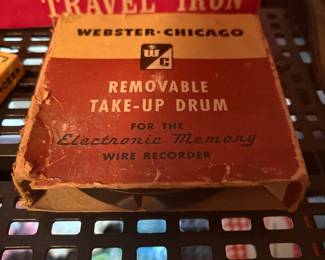 TRAVEL IRON
WEBSTER-CHICAGO
W
C
REMOVABLE
TAKE-UP DRUM
FOR THE
Electronic Memory
WIRE RECORDER